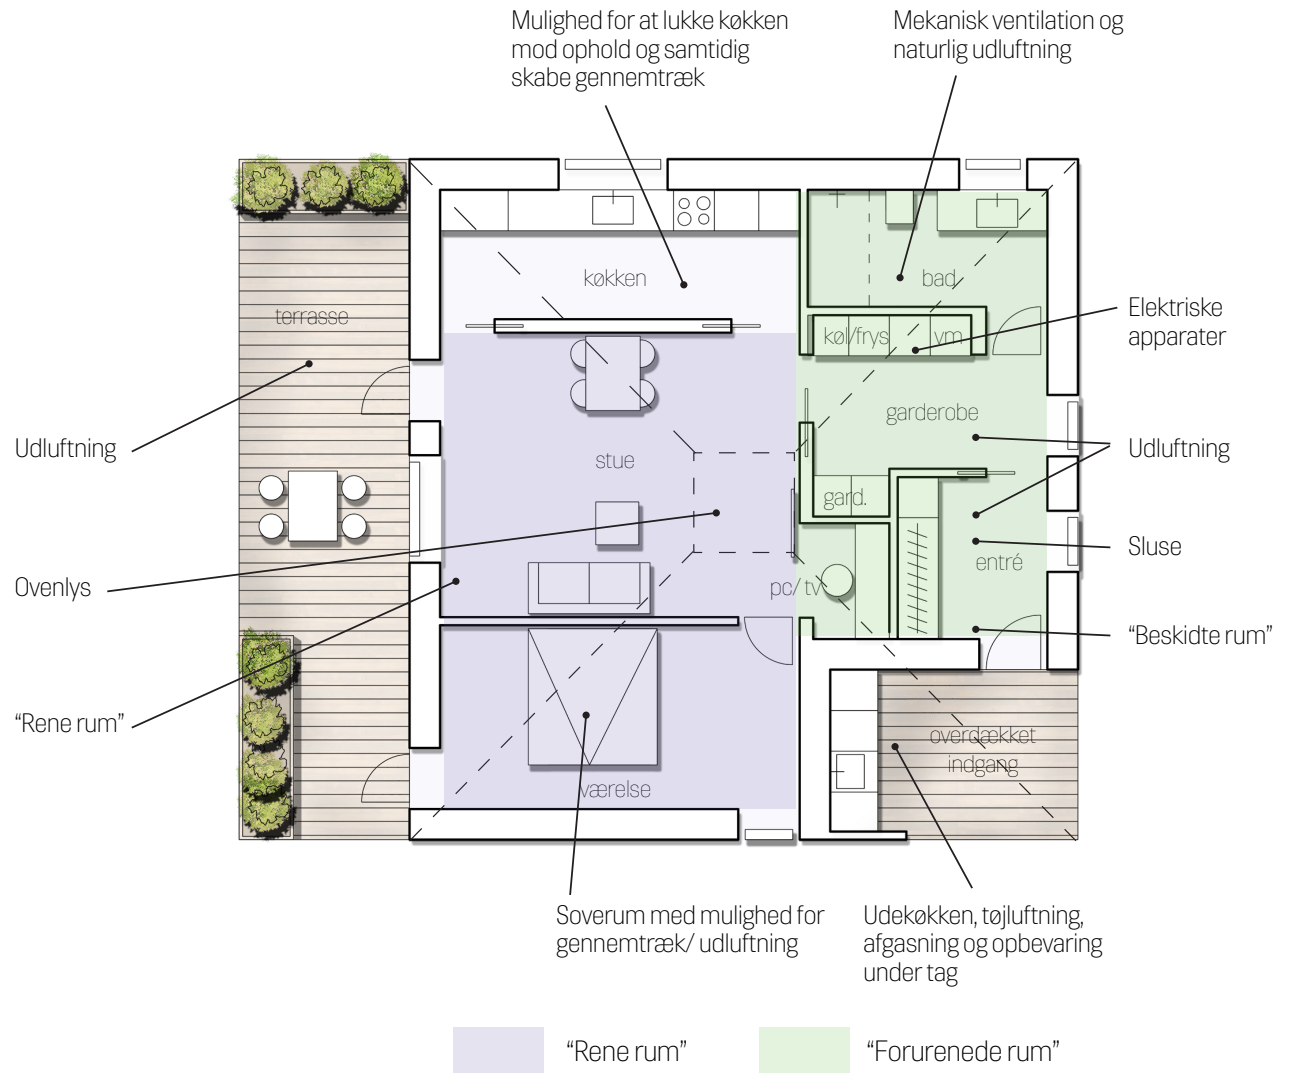 Mulighed for at lukke køkken
mod ophold og samtidig
skabe gennemtræk
Mekanisk ventilation og
naturlig udluftning
køkken
bad
terrasse
Elektriske
apparater
køl/frys
vm
garderobe
Udluftning
Udluftning
stue
gard.
Sluse
entré
Ovenlys
pc/ tv
“Beskidte rum”
“Rene rum”
overdækket
indgang
værelse
Soverum med mulighed for
gennemtræk/ udluftning
Udekøkken, tøjluftning,
afgasning og opbevaring
under tag
“Rene rum”
“Forurenede rum”